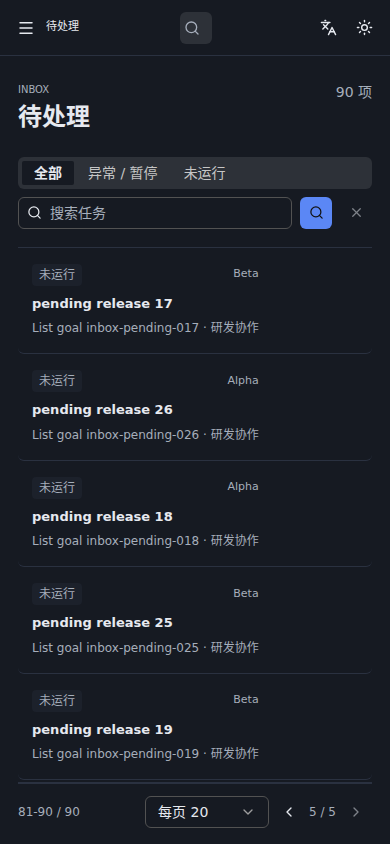 待处理
INBOX
90 项
待处理
全部 异常 / 暂停 未运行
搜索任务
未运行 Beta
pending release 17
List goal inbox-pending-017 · 研发协作
未运行 Alpha
pending release 26
List goal inbox-pending-026 · 研发协作
未运行 Alpha
pending release 18
List goal inbox-pending-018 · 研发协作
未运行 Beta
pending release 25
List goal inbox-pending-025 · 研发协作
未运行 Beta
pending release 19
List goal inbox-pending-019 · 研发协作
81-90 / 90 每页 20 5 / 5